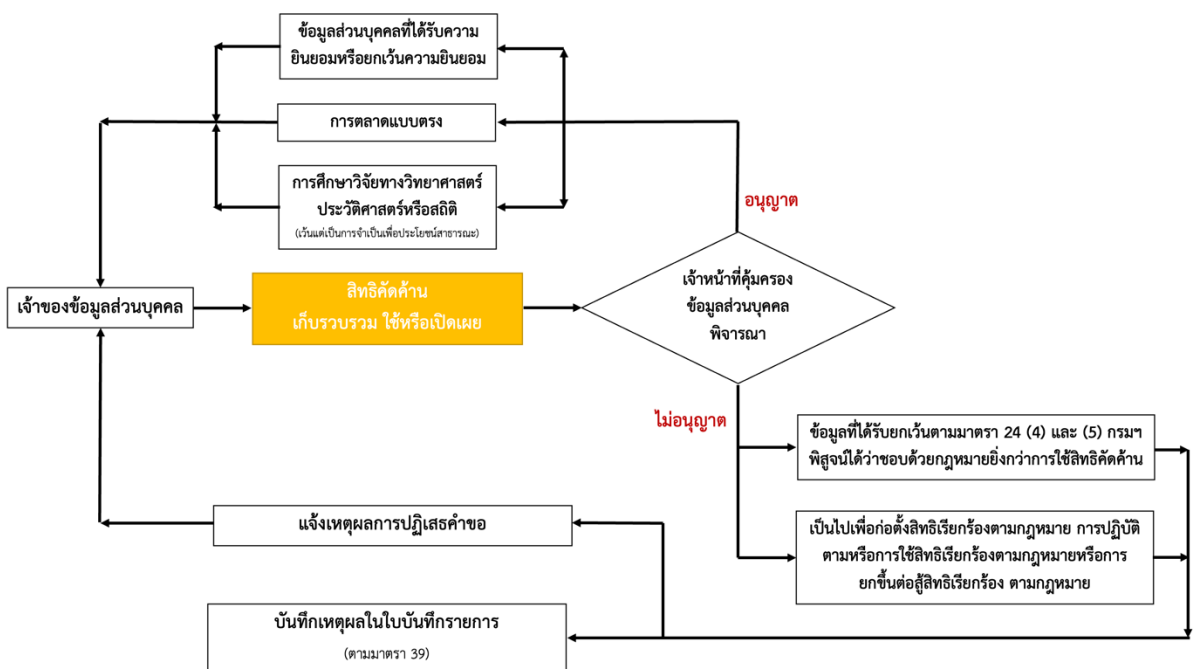 ข้อมูลส่วนบุคคลที่ได้รับความ
ยินยอมหรือยกเว้นความยินยอม
การตลาดแบบตรง
การศึกษาวิจัยทางวิทยาศาสตร์
ประวัติศาสตร์หรือสถิติ
(เว้นแต่เป็นการจำเป็นเพื่อประโยชน์สาธารณะ)
อนุญาต
เจ้าของข้อมูลส่วนบุคคล
สิทธิคัดค้าน
เก็บรวบรวม ใช้หรือเปิดเผย
เจ้าหน้าที่คุ้มครอง
ข้อมูลส่วนบุคคล
พิจารณา
ไม่อนุญาต
ข้อมูลที่ได้รับยกเว้นตามมาตรา 24 (4) และ (5) กรมฯ
พิสูจน์ได้ว่าชอบด้วยกฎหมายยิ่งกว่าการใช้สิทธิคัดค้าน
แจ้งเหตุผลการปฏิเสธคำขอ
เป็นไปเพื่อก่อตั้งสิทธิเรียกร้องตามกฎหมาย การปฏิบัติ
ตามหรือการใช้สิทธิเรียกร้องตามกฎหมายหรือการ
ยกขึ้นต่อสู้สิทธิเรียกร้อง ตามกฎหมาย
บันทึกเหตุผลในใบบันทึกรายการ
(ตามมาตรา 39)